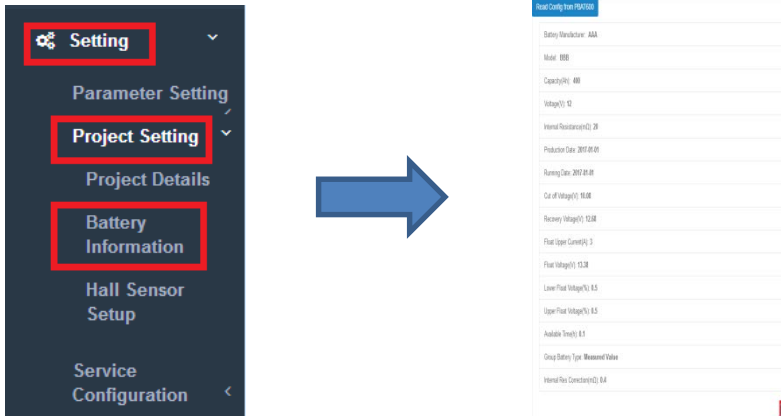 Setting
Parameter Setting
Project Setting
Project Details
Battery
Information
Hall Sensor
Setup
Service
Configuration
Read Config from PBAT600
Battery Manufacturer: AAA
Model: BBB
Capacity(Ah): 400
Voltage(V): 12
Internal Resistance(mΩ): 20
Production Date: 2017-01-01
Running Date: 2017-01-01
Cut off Voltage(V): 10.00
Recovery Voltage(V): 12.60
Float Upper Current(A): 3
Float Voltage(V): 13.38
Lower Float Voltage(%): 0.5
Upper Float Voltage(%): 0.5
Available Time(h): 0.1
Group Battery Type: Measured Value
Internal Res Correction(mΩ): 0.4